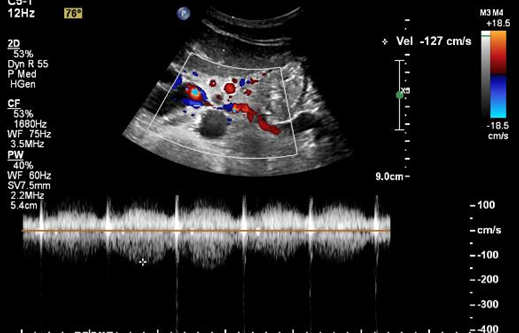 C5-1
12Hz
76°
P
2D
53%
Dyn R 55
P Med
HGen
CF
53%
1680Hz
WF 75Hz
3.5MHz
PW
40%
WF 60Hz
SV7.5mm
2.2MHz
5.4cm
Vel -127 cm/s
M3 M4
+18.5
-18.5
cm/s
x3
9.0cm
100
cm/s
-100
-200
-300
-400